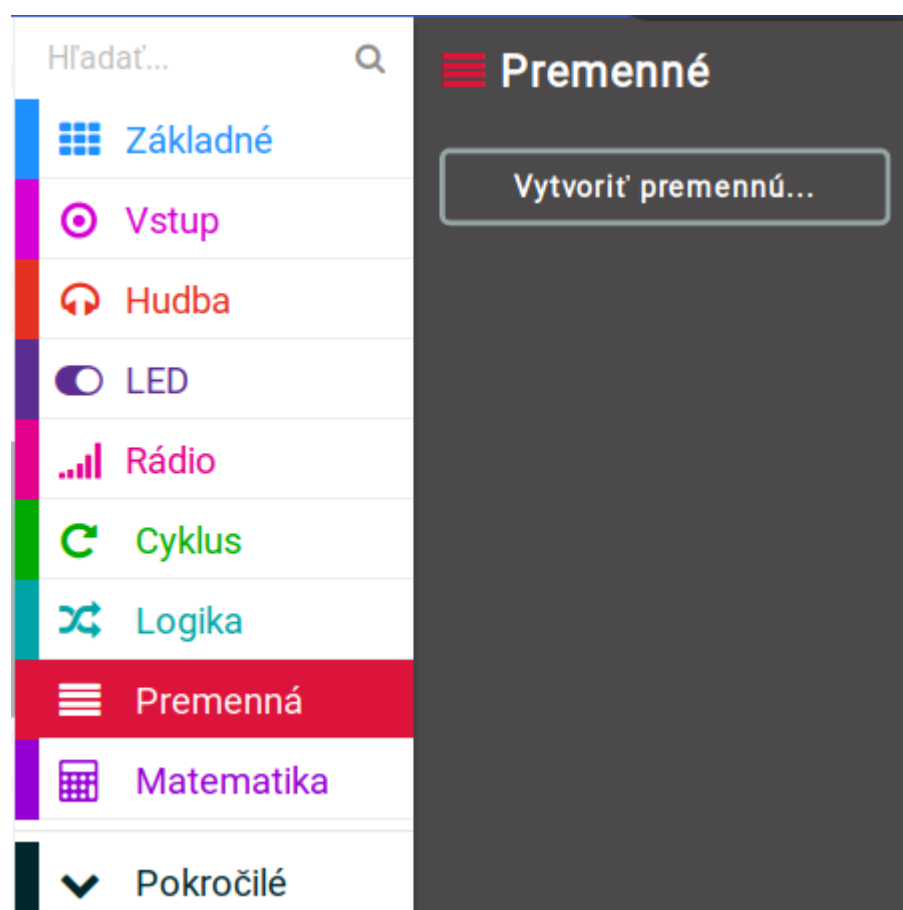 Hľadať...
Základné
Vstup
Hudba
LED
Rádio
Cyklus
Logika
Premenná
Matematika
Pokročilé
Premenné
Vytvoriť premennú...